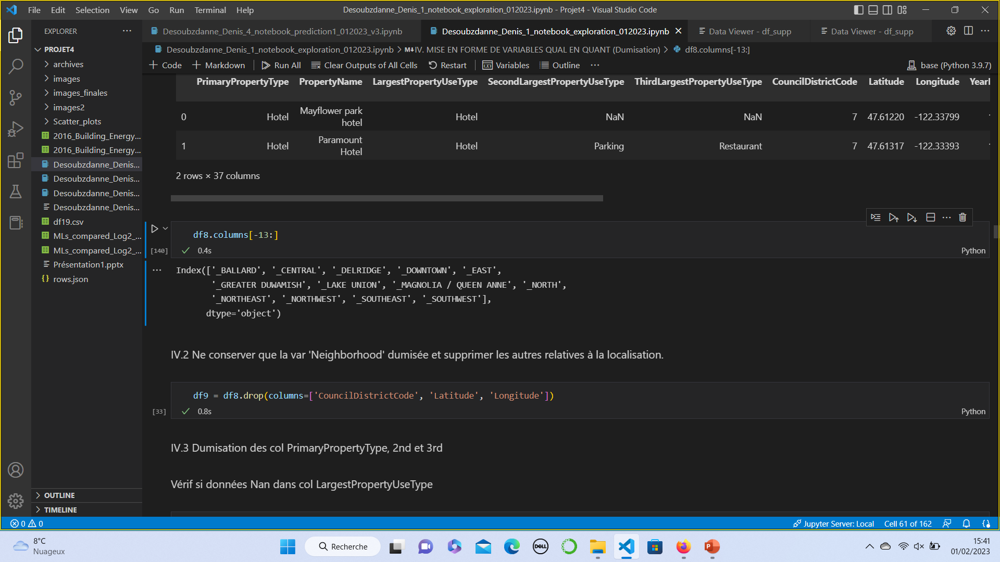 File Edit Selection View Go Run Terminal Help
Desoubzdanne_Denis_1_notebook_exploration_012023.ipynb - Projet4 - Visual Studio Code
EXPLORER
Desoubzdanne_Denis_4_notebook_prediction1_012023_v3.ipynb
Desoubzdanne_Denis_1_notebook_exploration_012023.ipynb
Data Viewer - df_supp
Data Viewer - df_supp
PROJET4
archives
images
images_finales
images2
Scatter_plots
2016_Building_Energy...
2016_Building_Energy...
Desoubzdanne_Denis...
Desoubzdanne_Denis...
Desoubzdanne_Denis...
Desoubzdanne_Denis...
df19.csv
MLs_compared_Log2_...
MLs_compared_Log2_...
Présentation1.pptx
rows.json
OUTLINE
TIMELINE
Desoubzdanne_Denis_1_notebook_exploration_012023.ipynb > M↓IV. MISE EN FORME DE VARIABLES QUAL EN QUANT (Dumisation) > df8.columns[-13:]
+ Code + Markdown Run All Clear Outputs of All Cells Restart Variables Outline ... base (Python 3.9.7)
PrimaryPropertyType PropertyName LargestPropertyUseType SecondLargestPropertyUseType ThirdLargestPropertyUseType CouncilDistrictCode Latitude Longitude
0 Hotel Mayflower park hotel Hotel NaN NaN 7 47.61220 -122.33799
1 Hotel Paramount Hotel Hotel Parking Restaurant 7 47.61317 -122.33393
2 rows × 37 columns
df8.columns[-13:]
[140] 0.4s Python
Index(['_BALLARD', '_CENTRAL', '_DELRIDGE', '_DOWNTOWN', '_EAST',
'_GREATER DUWAMISH', '_LAKE UNION', '_MAGNOLIA / QUEEN ANNE', '_NORTH',
'_NORTHEAST', '_NORTHWEST', '_SOUTHEAST', '_SOUTHWEST'],
dtype='object')
IV.2 Ne conserver que la var 'Neighborhood' dumisée et supprimer les autres relatives à la localisation.
df9 = df8.drop(columns=['CouncilDistrictCode', 'Latitude', 'Longitude'])
[33] 0.8s Python
IV.3 Dumisation des col PrimaryPropertyType, 2nd et 3rd
Vérif si données Nan dans col LargestPropertyUseType
0 0 Jupyter Server: Local Cell 61 of 162
8°C
Nuageux
Recherche
DELL
15:41
01/02/2023